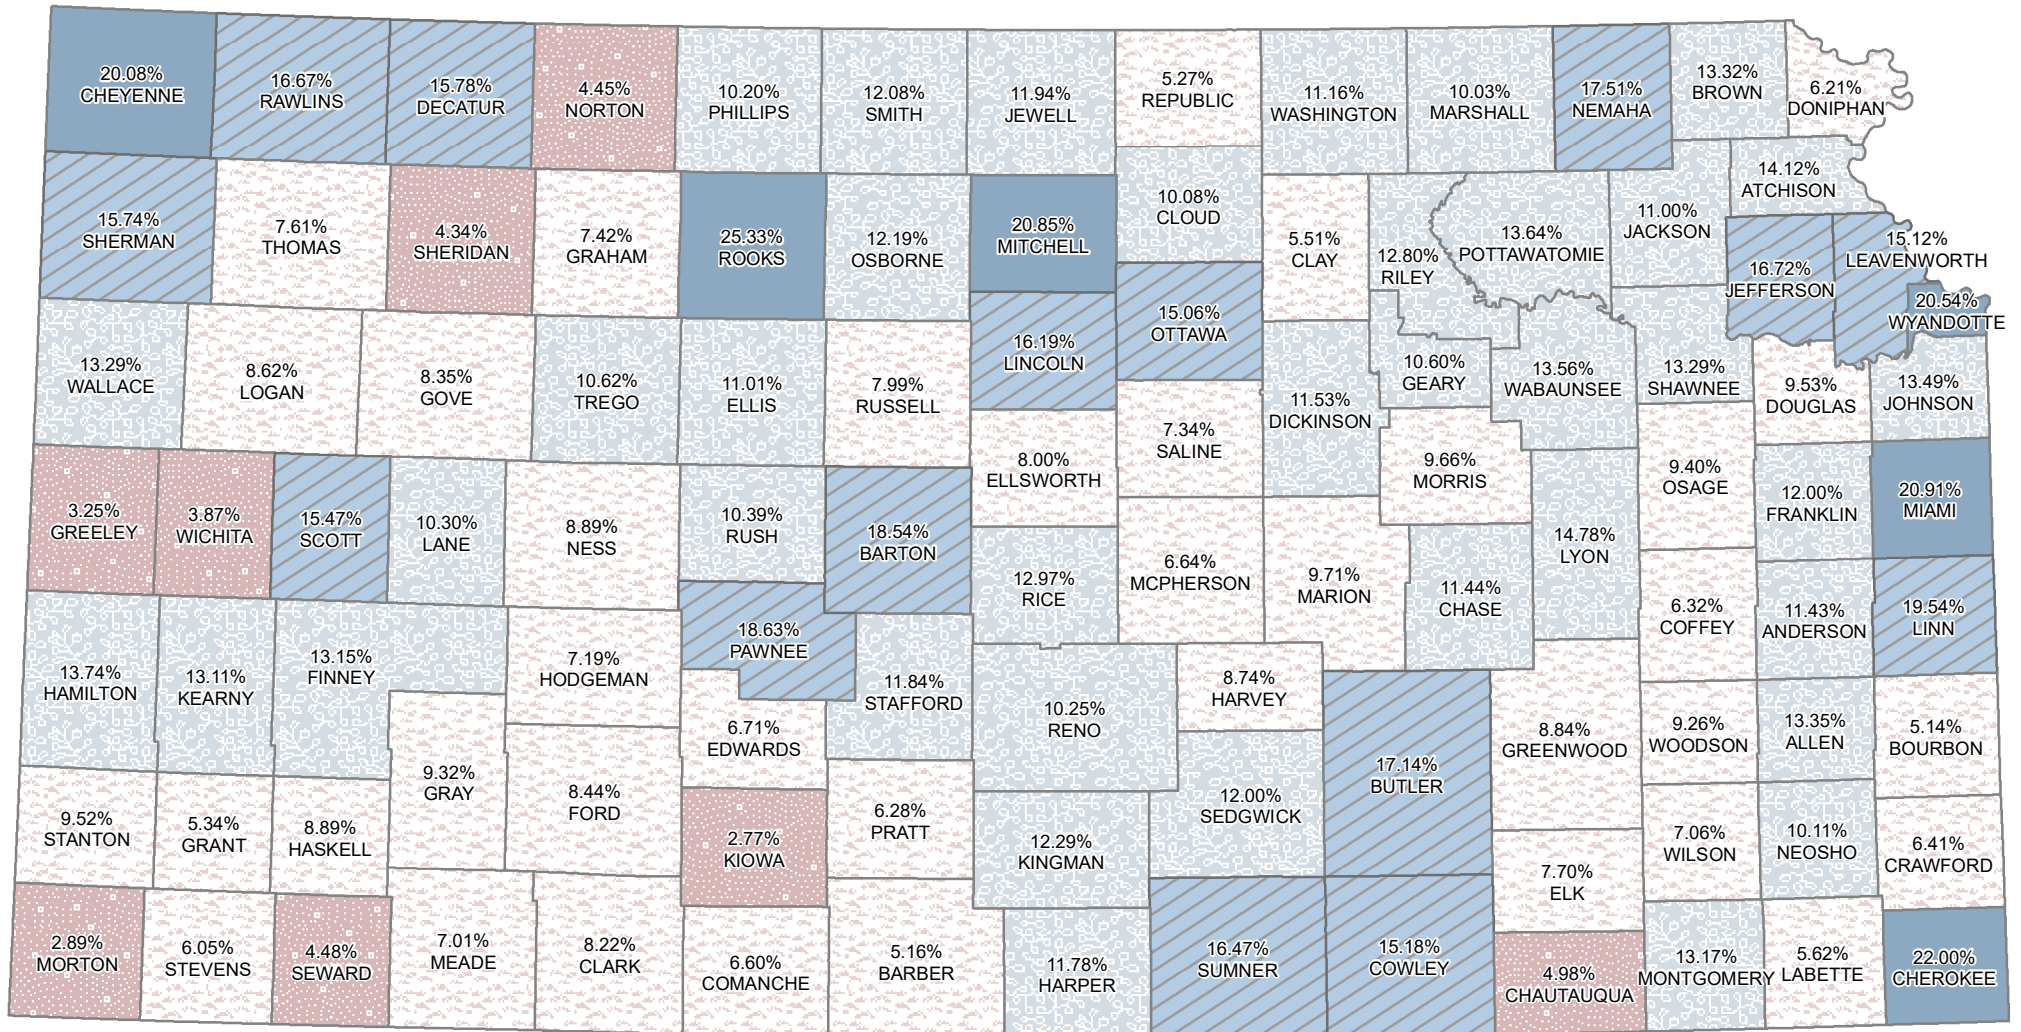 20.08%
CHEYENNE
16.67%
RAWLINS
15.78%
DECATUR
4.45%
NORTON
10.20%
PHILLIPS
12.08%
SMITH
11.94%
JEWELL
5.27%
REPUBLIC
11.16%
WASHINGTON
10.03%
MARSHALL
17.51%
NEMAHA
13.32%
BROWN
6.21%
DONIPHAN
15.74%
SHERMAN
7.61%
THOMAS
4.34%
SHERIDAN
7.42%
GRAHAM
25.33%
ROOKS
12.19%
OSBORNE
20.85%
MITCHELL
10.08%
CLOUD
5.51%
CLAY
12.80%
RILEY
13.64%
POTTAWATOMIE
11.00%
JACKSON
14.12%
ATCHISON
16.72%
JEFFERSON
15.12%
LEAVENWORTH
20.54%
WYANDOTTE
13.29%
WALLACE
8.62%
LOGAN
8.35%
GOVE
10.62%
TREGO
11.01%
ELLIS
7.99%
RUSSELL
16.19%
LINCOLN
15.06%
OTTAWA
7.34%
SALINE
11.53%
DICKINSON
10.60%
GEARY
13.56%
WABAUNSEE
13.29%
SHAWNEE
9.53%
DOUGLAS
13.49%
JOHNSON
3.25%
GREELEY
3.87%
WICHITA
15.47%
SCOTT
10.30%
LANE
8.89%
NESS
10.39%
RUSH
18.54%
BARTON
8.00%
ELLSWORTH
9.66%
MORRIS
9.40%
OSAGE
12.00%
FRANKLIN
20.91%
MIAMI
12.97%
RICE
6.64%
MCPHERSON
9.71%
MARION
11.44%
CHASE
14.78%
LYON
6.32%
COFFEY
11.43%
ANDERSON
19.54%
LINN
13.74%
HAMILTON
13.11%
KEARNY
13.15%
FINNEY
7.19%
HODGEMAN
18.63%
PAWNEE
11.84%
STAFFORD
6.71%
EDWARDS
10.25%
RENO
8.74%
HARVEY
17.14%
BUTLER
8.84%
GREENWOOD
9.26%
WOODSON
13.35%
ALLEN
5.14%
BOURBON
9.52%
STANTON
5.34%
GRANT
8.89%
HASKELL
9.32%
GRAY
8.44%
FORD
2.77%
KIOWA
6.28%
PRATT
12.29%
KINGMAN
12.00%
SEDGWICK
7.70%
ELK
7.06%
WILSON
10.11%
NEOSHO
6.41%
CRAWFORD
2.89%
MORTON
6.05%
STEVENS
4.48%
SEWARD
7.01%
MEADE
8.22%
CLARK
6.60%
COMANCHE
5.16%
BARBER
11.78%
HARPER
16.47%
SUMNER
15.18%
COWLEY
4.98%
CHAUTAUQUA
13.17%
MONTGOMERY
5.62%
LABETTE
22.00%
CHEROKEE